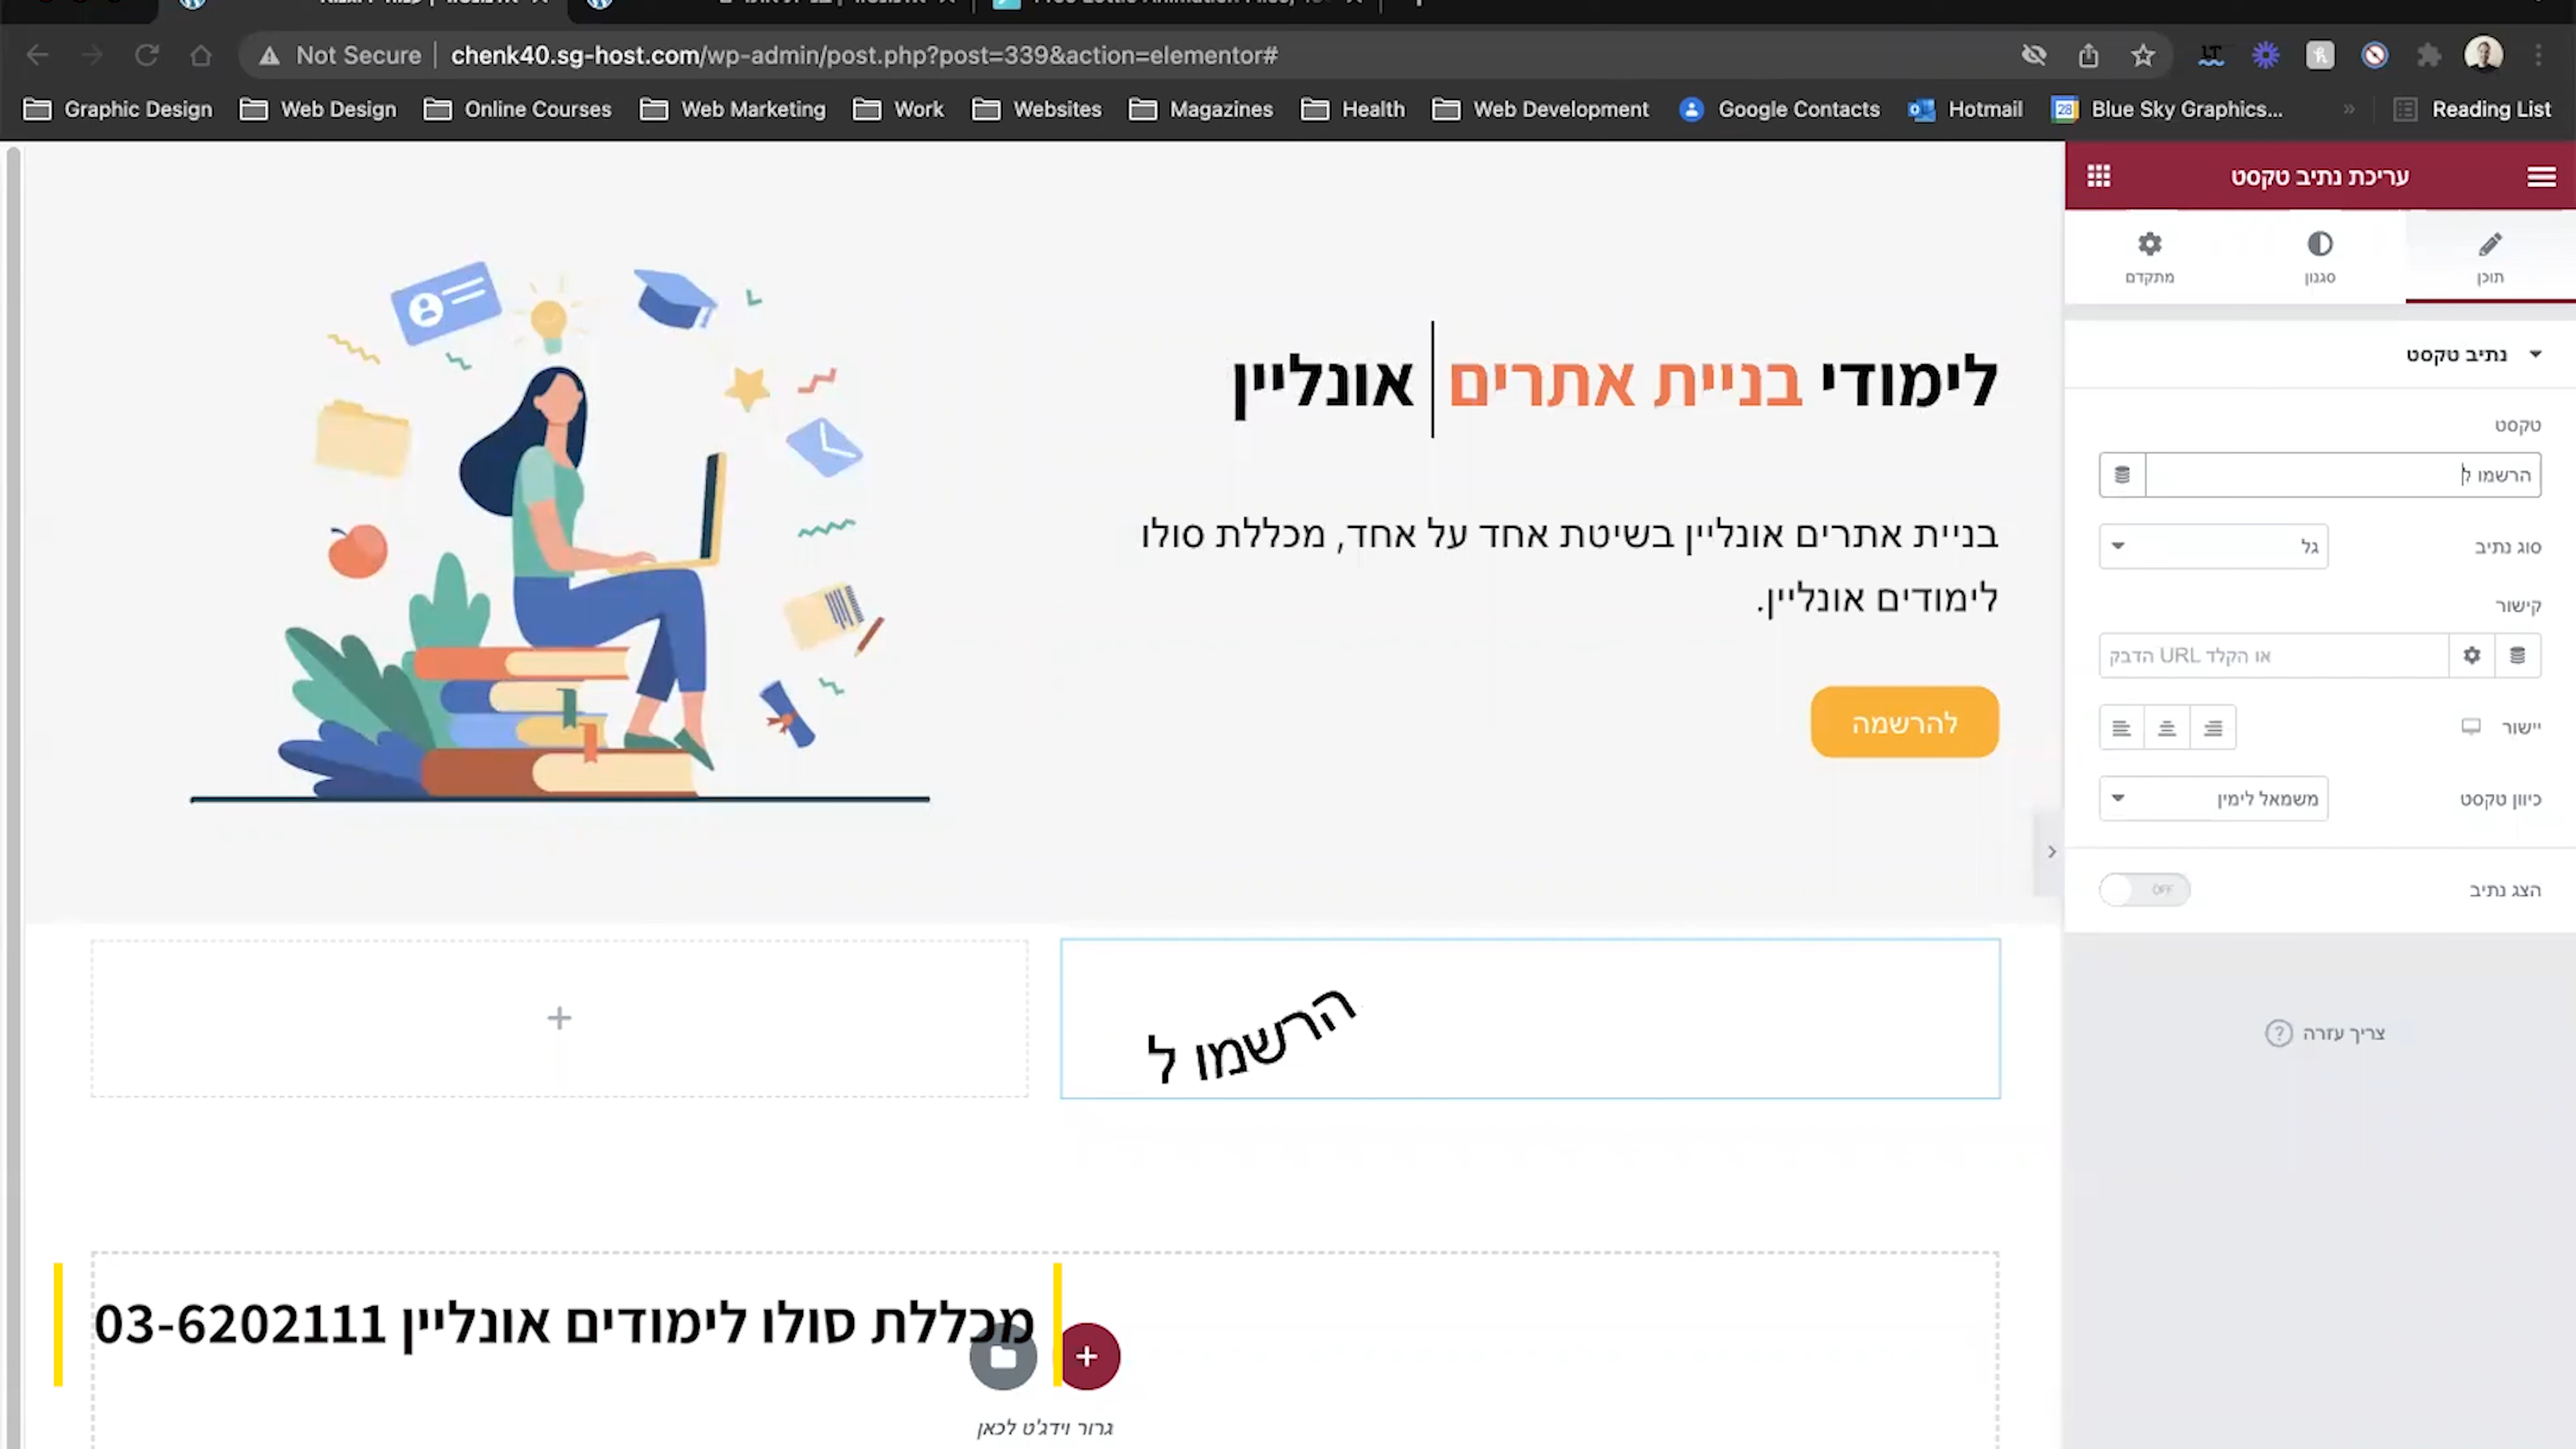 Not Secure | chenk40.sg-host.com/wp-admin/post.php?post=339&action=elementor#
Graphic Design
Web Design
Online Courses
Web Marketing
Work
Websites
Magazines
Health
Web Development
Google Contacts
Hotmail
28
Blue Sky Graphics...
»
Reading List
עריכת נתיב טקסט
תוכן
סגנון
מתקדם
נתיב טקסט
טקסט
הרשמו ל
סוג נתיב
גל
קישור
או הקלד URL הדבק
יישור
כיוון טקסט
משמאל לימין
הצג נתיב
OFF
צריך עזרה
לימודי בניית אתרים אונליין
בניית אתרים אונליין בשיטת אחד על אחד, מכללת סולו
לימודים אונליין.
להרשמה
הרשמו ל
מכללת סולו לימודים אונליין 03-6202111
גרור וידג'ט לכאן